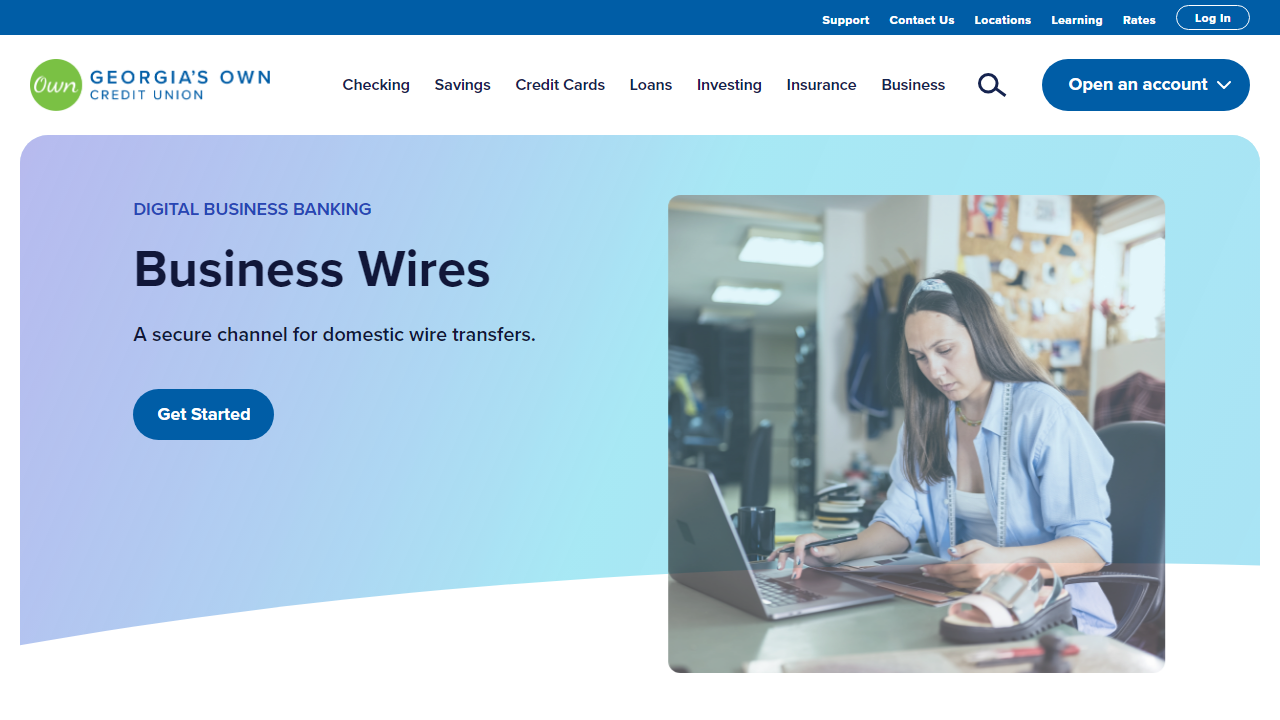 Support Contact Us Locations Learning Rates Log In
Own GEORGIA'S OWN
CREDIT UNION
Checking Savings Credit Cards Loans Investing Insurance Business Open an account
DIGITAL BUSINESS BANKING
Business Wires
A secure channel for domestic wire transfers.
Get Started